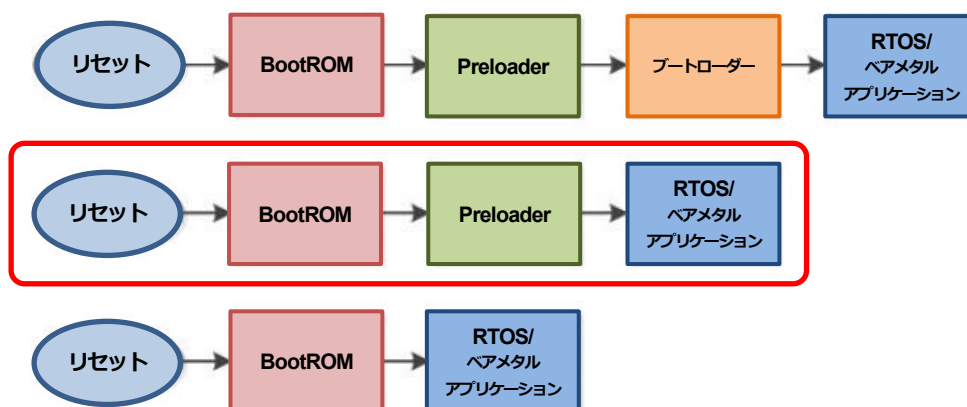 リセット
BootROM
Preloader
ブートローダー
RTOS/
ベアメタル
アプリケーション
リセット
BootROM
Preloader
RTOS/
ベアメタル
アプリケーション
リセット
BootROM
RTOS/
ベアメタル
アプリケーション